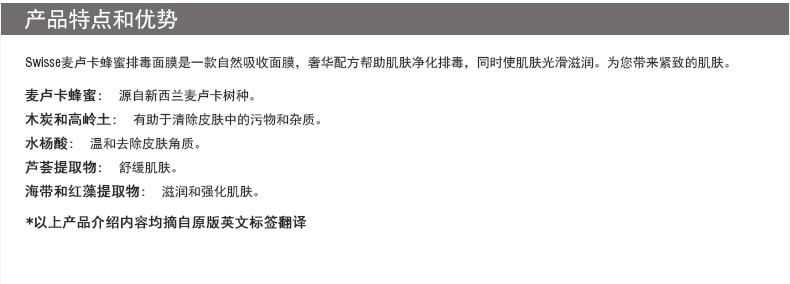 产品特点和优势
Swisse麦卢卡蜂蜜排毒面膜是一款自然吸收面膜，奢华配方帮助肌肤净化排毒，同时使肌肤光滑滋润。为您带来紧致的肌肤。
麦卢卡蜂蜜： 源自新西兰麦卢卡树种。
木炭和高岭土： 有助于清除皮肤中的污物和杂质。
水杨酸： 温和去除皮肤角质。
芦荟提取物： 舒缓肌肤。
海带和红藻提取物： 滋润和强化肌肤。
*以上产品介绍内容均摘自原版英文标签翻译